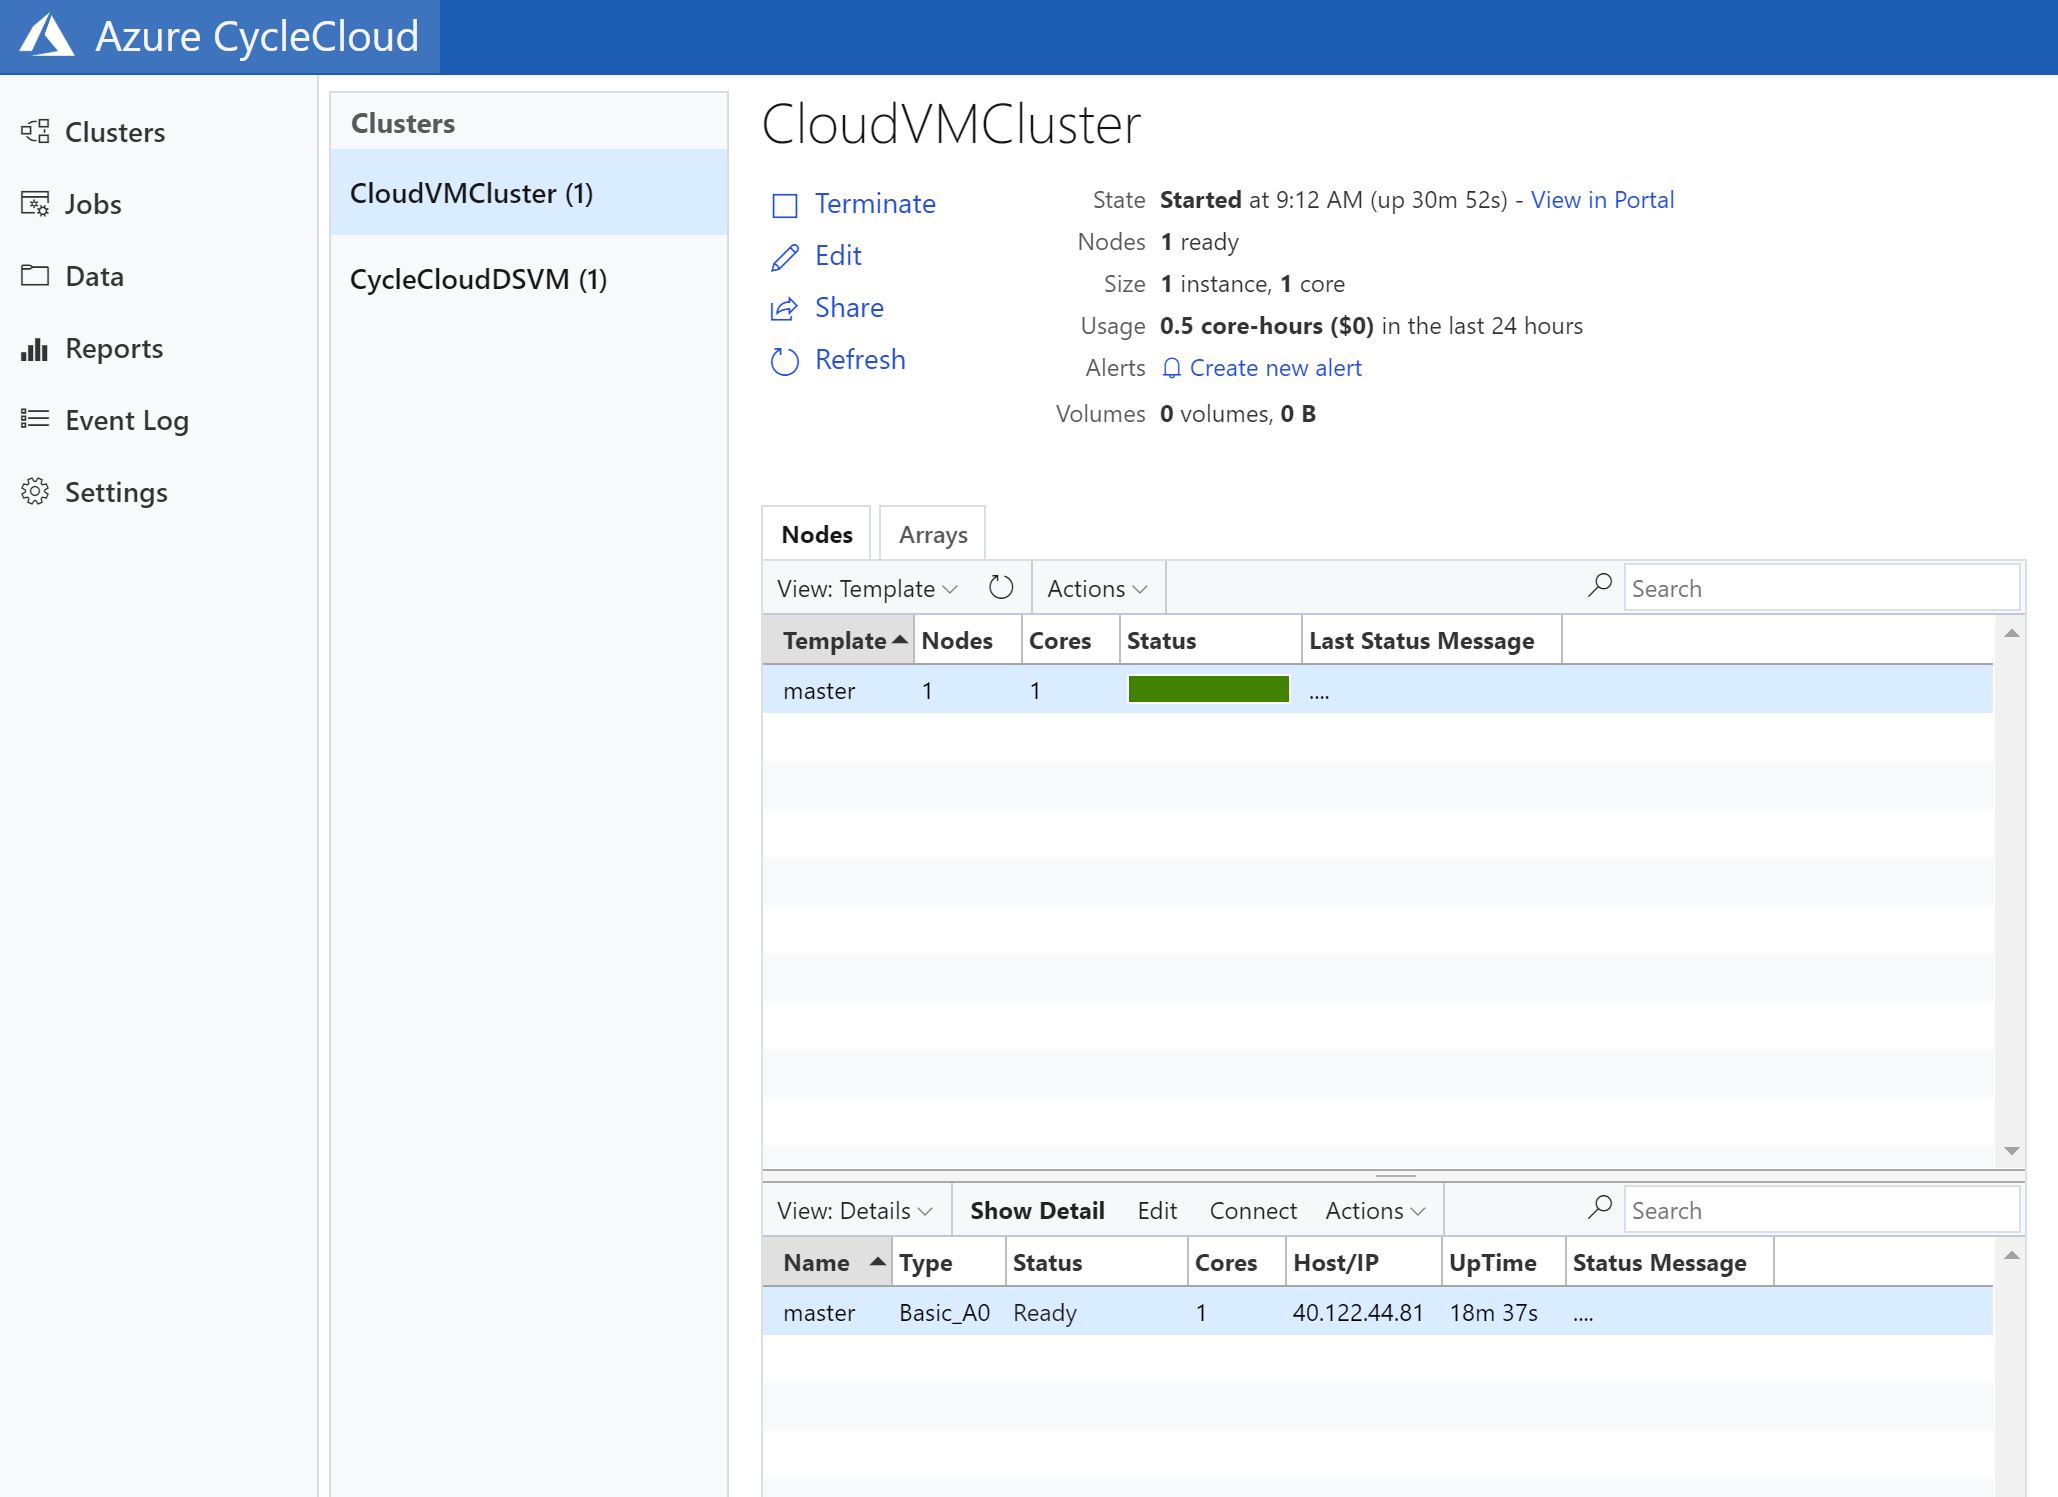 Azure CycleCloud
Clusters
Jobs
Data
Reports
Event Log
Settings
Clusters
CloudVMCluster (1)
CycleCloudDSVM (1)
CloudVMCluster
Terminate
Edit
Share
Refresh
State Started at 9:12 AM (up 30m 52s) - View in Portal
Nodes 1 ready
Size 1 instance, 1 core
Usage 0.5 core-hours ($0) in the last 24 hours
Alerts Create new alert
Volumes 0 volumes, 0 B
Nodes Arrays
View: Template Actions Search
Template Nodes Cores Status Last Status Message
master 1 1 ....
View: Details Show Detail Edit Connect Actions Search
Name Type Status Cores Host/IP UpTime Status Message
master Basic_A0 Ready 1 40.122.44.81 18m 37s ....